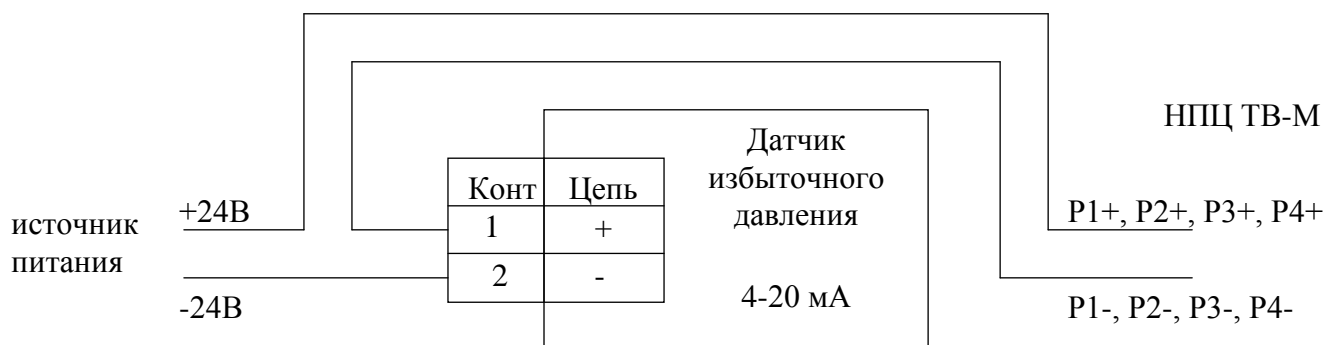 НПЦ ТВ-М
Датчик
избыточного
давления
4-20 мА
Конт Цепь
1 +
2 -
источник
питания
+24В
-24В
P1+, P2+, P3+, P4+
P1-, P2-, P3-, P4-